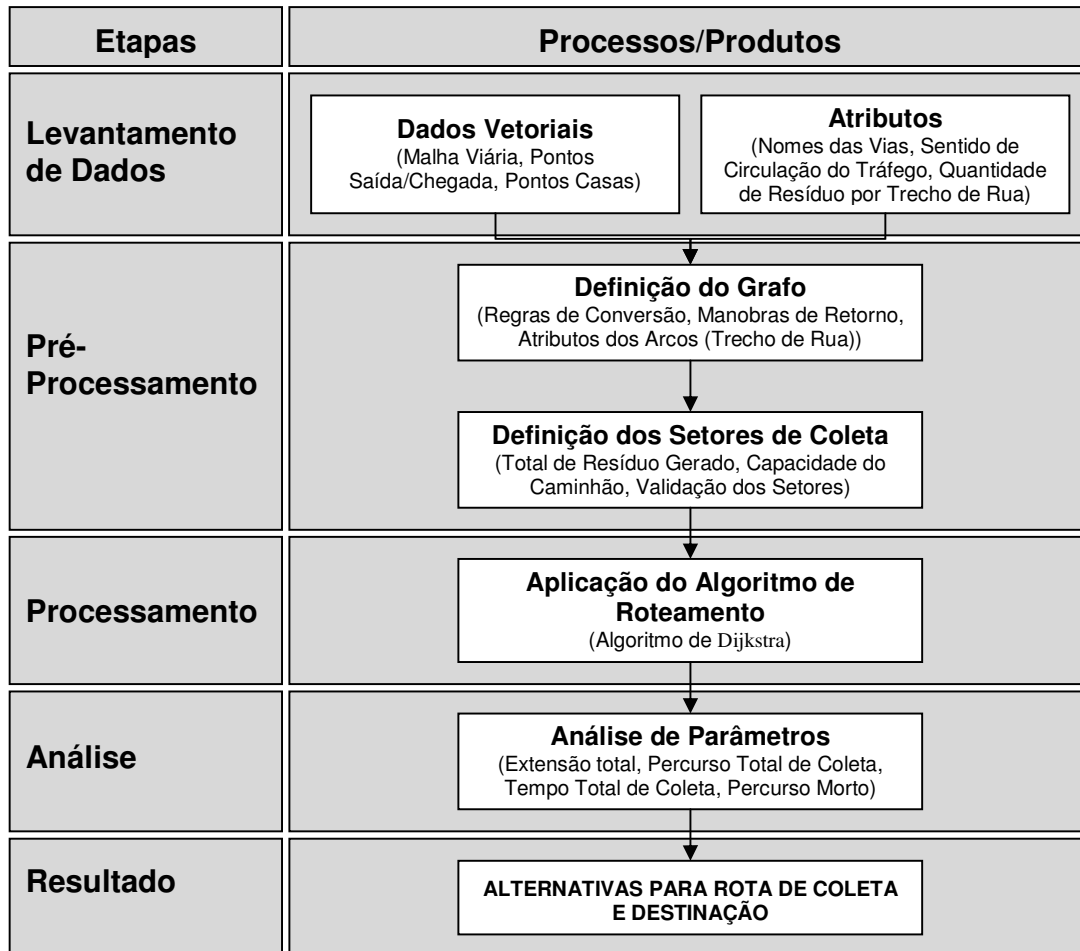 Etapas
Processos/Produtos
Levantamento
de Dados
Dados Vetoriais
(Malha Viária, Pontos
Saída/Chegada, Pontos Casas)
Atributos
(Nomes das Vias, Sentido de
Circulação do Tráfego, Quantidade
de Resíduo por Trecho de Rua)
Pré-
Processamento
Definição do Grafo
(Regras de Conversão, Manobras de Retorno,
Atributos dos Arcos (Trecho de Rua))
Definição dos Setores de Coleta
(Total de Resíduo Gerado, Capacidade do
Caminhão, Validação dos Setores)
Processamento
Aplicação do Algoritmo de
Roteamento
(Algoritmo de Dijkstra)
Análise
Análise de Parâmetros
(Extensão total, Percurso Total de Coleta,
Tempo Total de Coleta, Percurso Morto)
Resultado
ALTERNATIVAS PARA ROTA DE COLETA
E DESTINAÇÃO